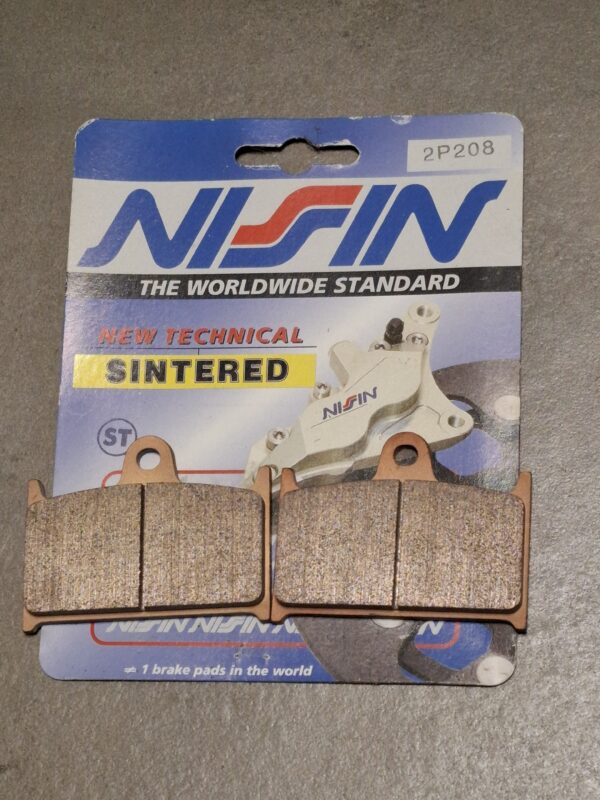 2P208
NISSIN
THE WORLDWIDE STANDARD
NEW TECHNICAL
SINTERED
NISSIN
ST
NISSIN NISSIN
≠ 1 brake pads in the world